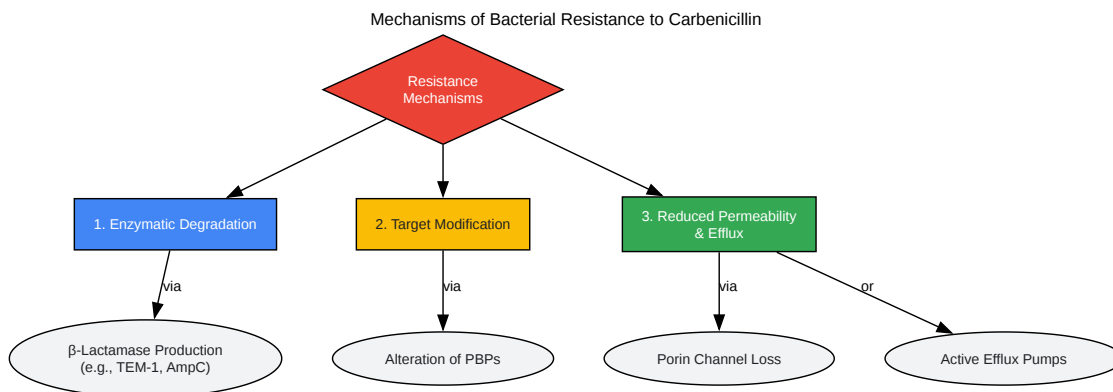 Mechanisms of Bacterial Resistance to Carbenicillin
Resistance
Mechanisms
1. Enzymatic Degradation
2. Target Modification
3. Reduced Permeability
& Efflux
via
via
via
or
β-Lactamase Production
(e.g., TEM-1, AmpC)
Alteration of PBPs
Porin Channel Loss
Active Efflux Pumps